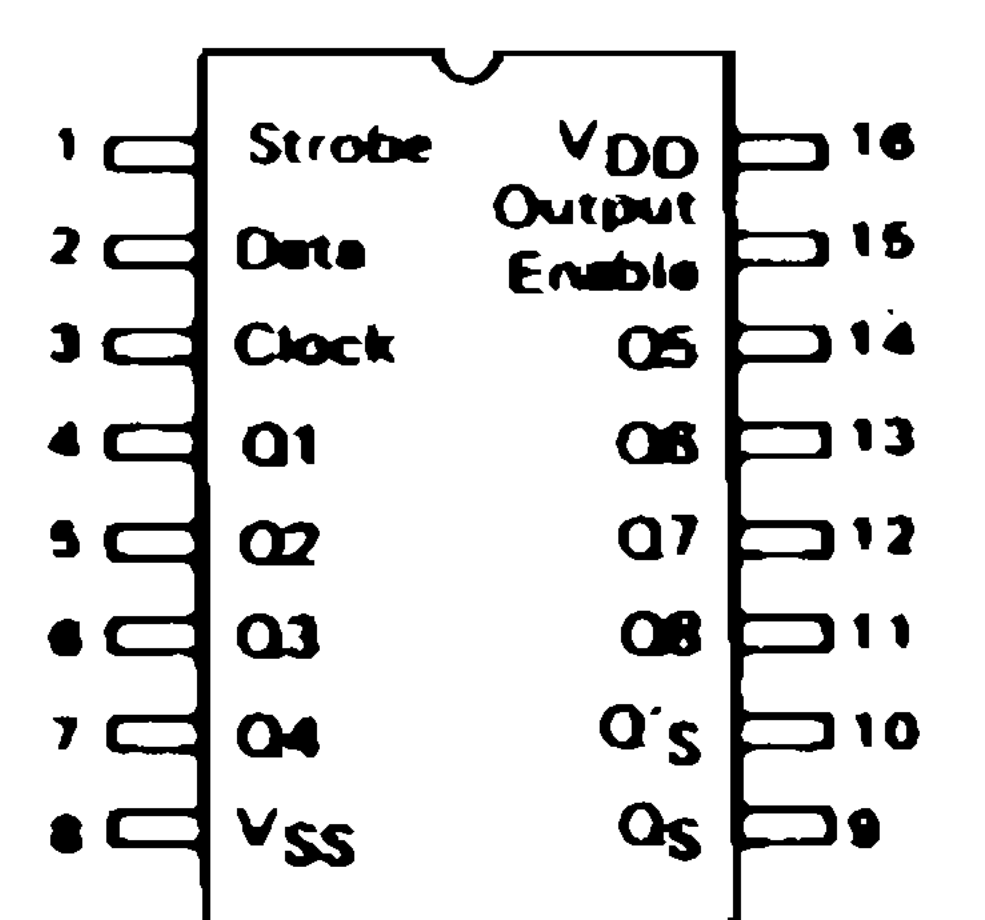 1 Strobe VDD 16
2 Data Output Enable 15
3 Clock Q5 14
4 Q1 Q6 13
5 Q2 Q7 12
6 Q3 Q8 11
7 Q4 Q'S 10
8 VSS QS 9